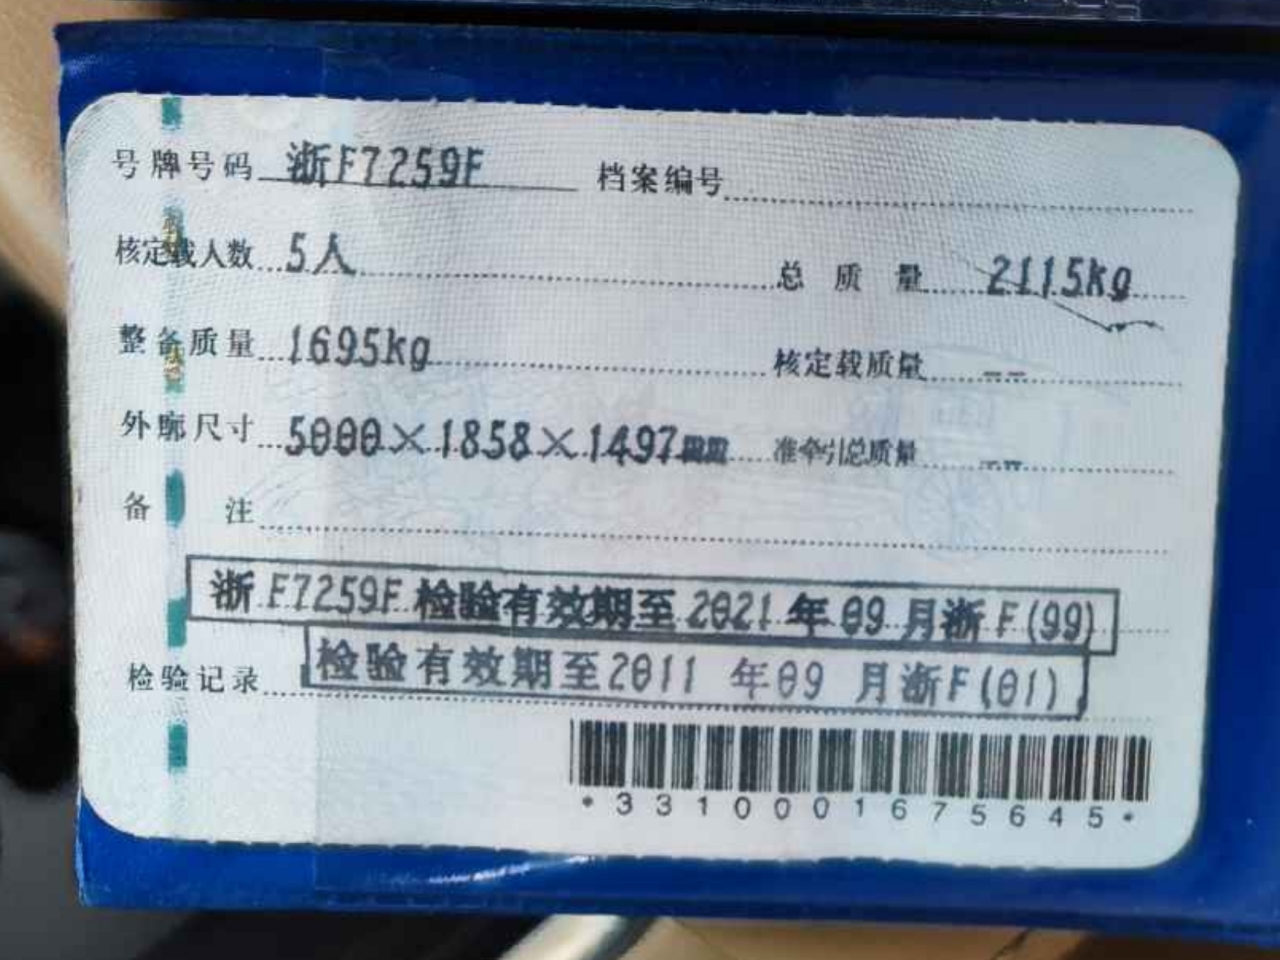 号牌号码 浙F7259F 档案编号
核定载人数 5人 总质量 2115kg
整备质量 1695kg 核定载质量 --
外廓尺寸 5000×1858×1497mm 准牵引总质量 --
备注
浙F7259F 检验有效期至2021年09月浙F(99)
检验记录 检验有效期至2011年09月浙F(01)
*3310001675645*